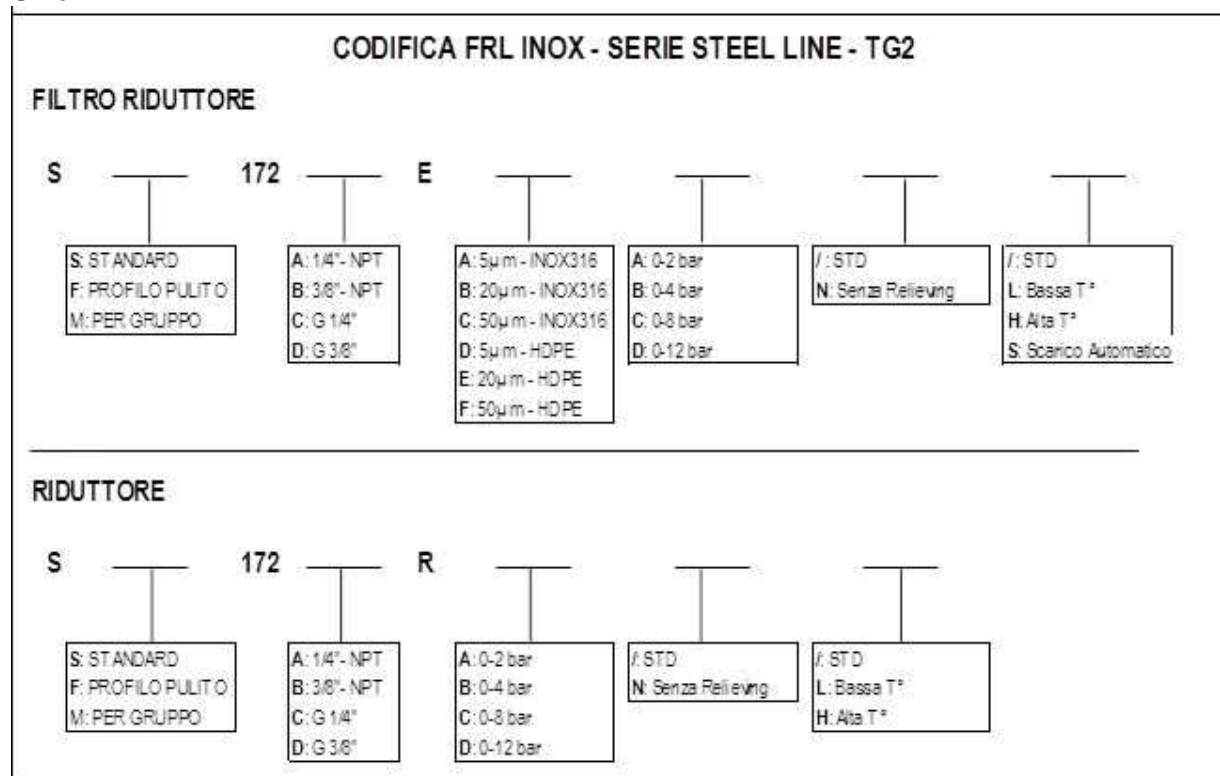 CODIFICA FRL INOX - SERIE STEEL LINE - TG2
FILTRO RIDUTTORE
S 172 E
S: STANDARD
F: PROFILO PULITO
M: PER GRUPPO
A: 1/4"- NPT
B: 3/8"- NPT
C: G 1/4"
D: G 3/8"
A: 5µm - INOX316
B: 20µm - INOX316
C: 50µm - INOX316
D: 5µm - HDPE
E: 20µm - HDPE
F: 50µm - HDPE
A: 0-2 bar
B: 0-4 bar
C: 0-8 bar
D: 0-12 bar
/: STD
N: Senza Relieving
/: STD
L: Bassa T°
H: Alta T°
S: Scarico Automatico
RIDUTTORE
S 172 R
S: STANDARD
F: PROFILO PULITO
M: PER GRUPPO
A: 1/4"- NPT
B: 3/8"- NPT
C: G 1/4"
D: G 3/8"
A: 0-2 bar
B: 0-4 bar
C: 0-8 bar
D: 0-12 bar
/: STD
N: Senza Relieving
/: STD
L: Bassa T°
H: Alta T°